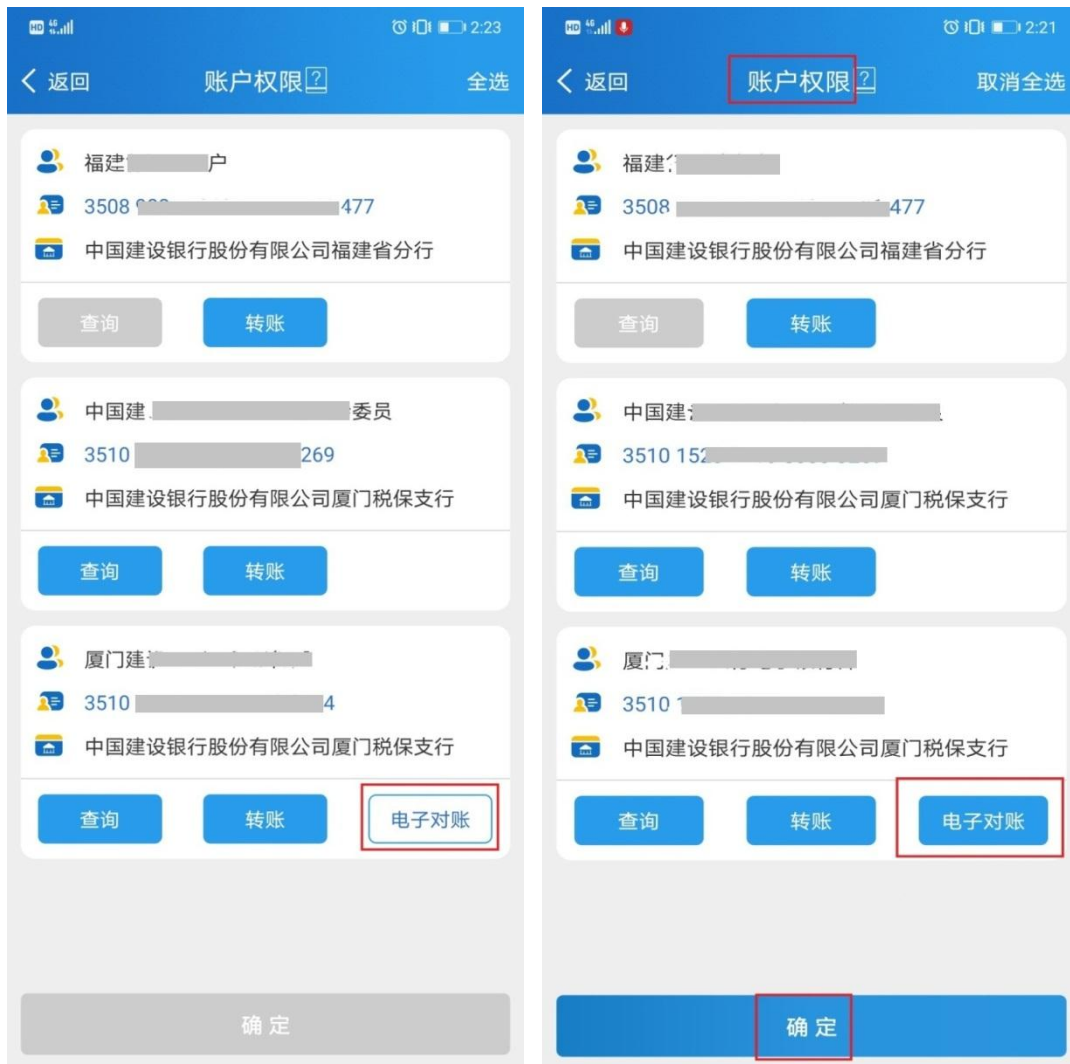 HD 4G 2:23
返回 账户权限? 全选
福建 户
3508 477
中国建设银行股份有限公司福建省分行
查询 转账
中国建 委员
3510 269
中国建设银行股份有限公司厦门税保支行
查询 转账
厦门建
3510 4
中国建设银行股份有限公司厦门税保支行
查询 转账 电子对账
确定
HD 4G 2:21
返回 账户权限? 取消全选
福建
3508 477
中国建设银行股份有限公司福建省分行
查询 转账
中国建
3510 152
中国建设银行股份有限公司厦门税保支行
查询 转账
厦门
3510 1
中国建设银行股份有限公司厦门税保支行
查询 转账 电子对账
确定